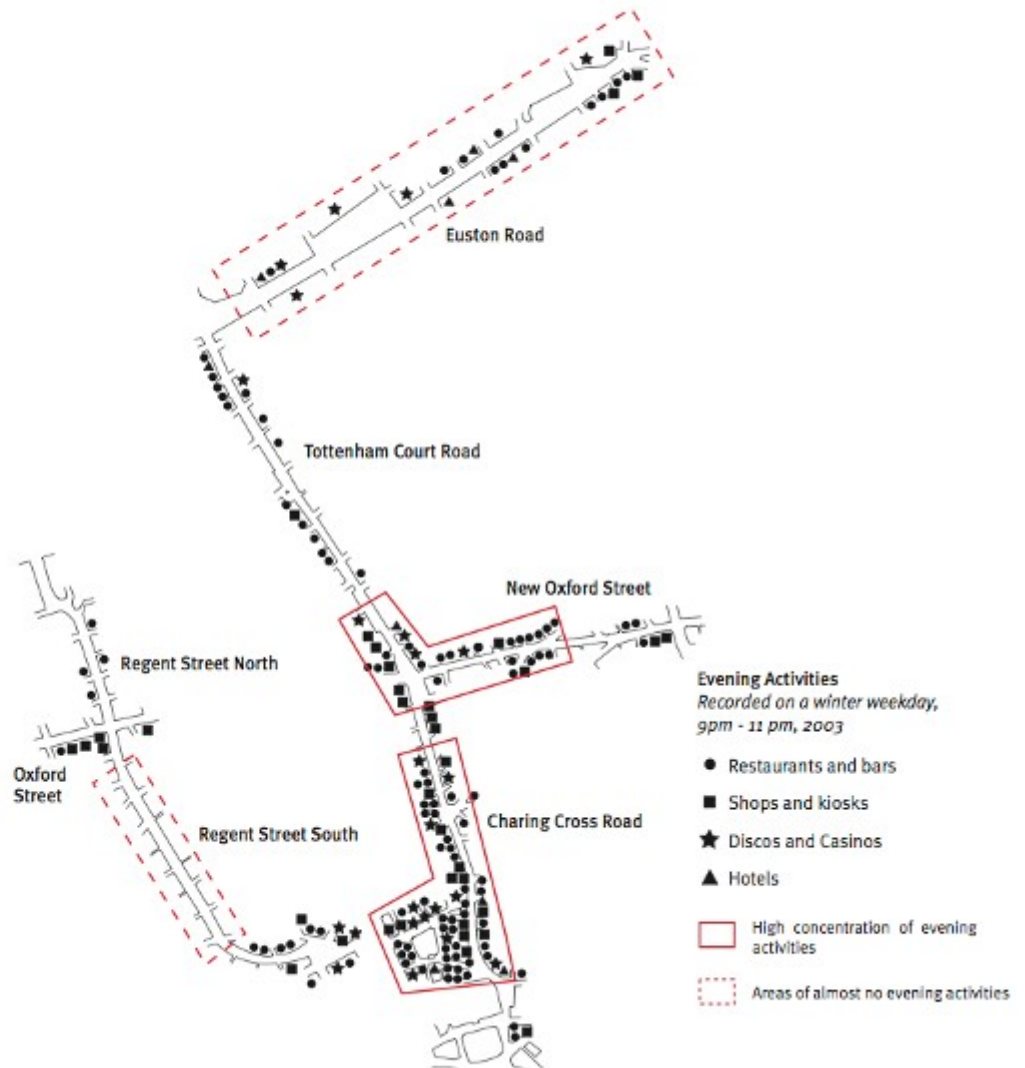 Euston Road
Tottenham Court Road
New Oxford Street
Regent Street North
Oxford
Street
Regent Street South
Charing Cross Road
Evening Activities
Recorded on a winter weekday,
9pm - 11 pm, 2003
Restaurants and bars
Shops and kiosks
Discos and Casinos
Hotels
High concentration of evening
activities
Areas of almost no evening activities